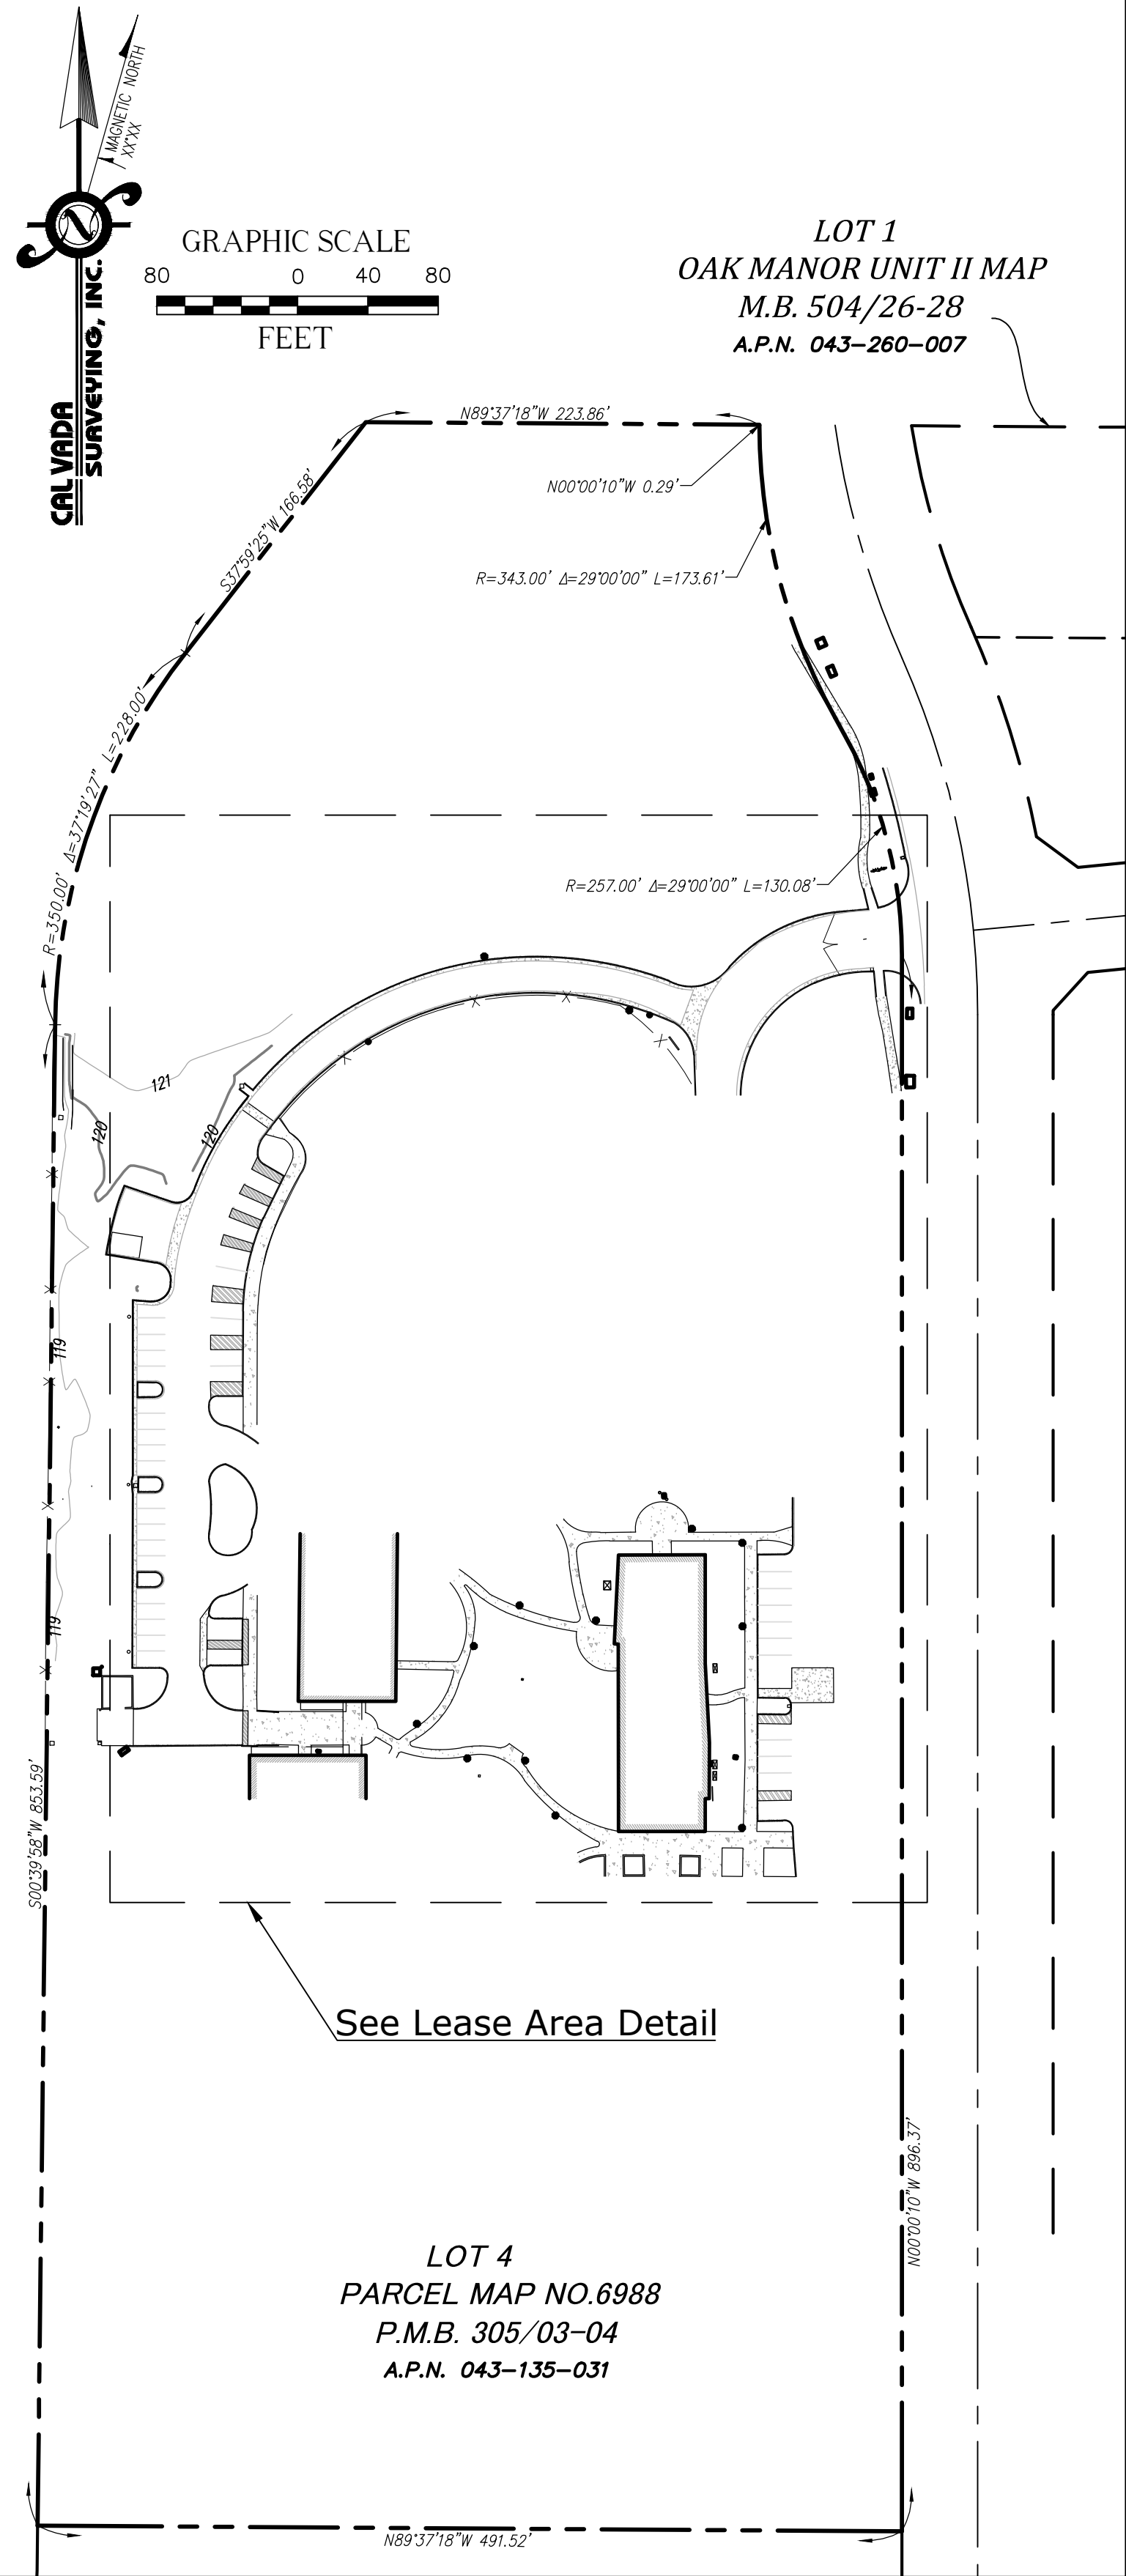 MAGNETIC NORTH
XX°XX
CALVADA
SURVEYING, INC.
GRAPHIC SCALE
80 0 40 80
FEET
LOT 1
OAK MANOR UNIT II MAP
M.B. 504/26-28
A.P.N. 043-260-007
N89°37'18"W 223.86'
N00°00'10"W 0.29'
S37°59'25"W 166.58'
R=343.00' Δ=29°00'00" L=173.61'
R=350.00' Δ=37°19'27" L=228.00'
R=257.00' Δ=29°00'00" L=130.08'
121
120
120
119
119
S00°39'58"W 853.59'
See Lease Area Detail
N00°00'10"W 896.37'
LOT 4
PARCEL MAP NO.6988
P.M.B. 305/03-04
A.P.N. 043-135-031
N89°37'18"W 491.52'